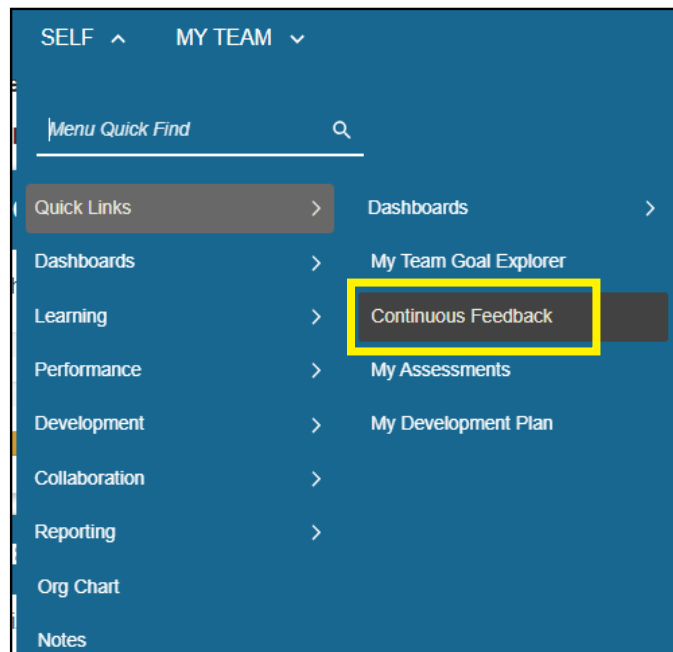 SELF MY TEAM
Menu Quick Find
Quick Links
Dashboards
Learning
Performance
Development
Collaboration
Reporting
Org Chart
Notes
Dashboards
My Team Goal Explorer
Continuous Feedback
My Assessments
My Development Plan